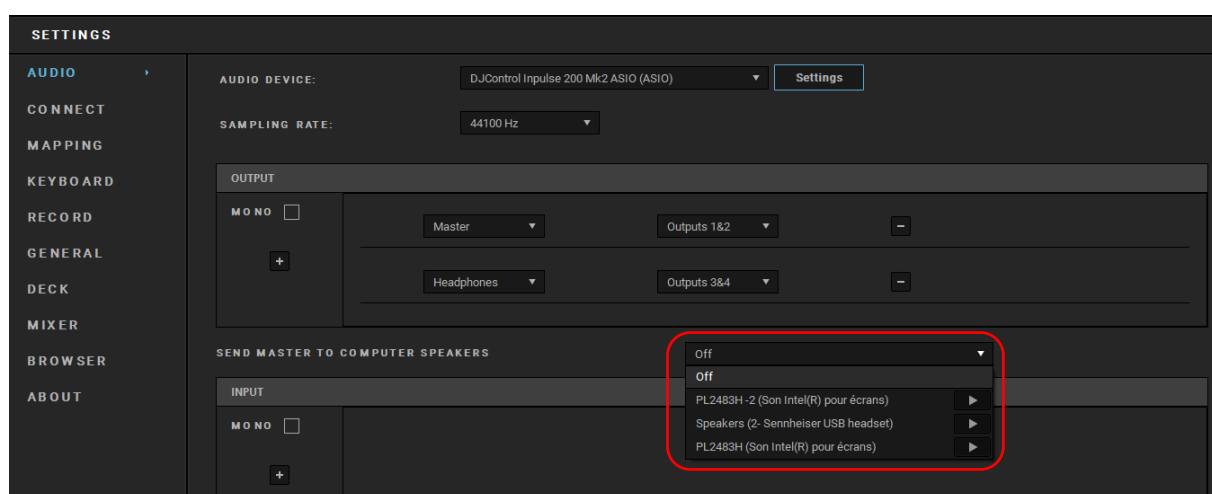 SETTINGS
AUDIO
CONNECT
MAPPING
KEYBOARD
RECORD
GENERAL
DECK
MIXER
BROWSER
ABOUT
AUDIO DEVICE: DJControl Inpulse 200 Mk2 ASIO (ASIO) Settings
SAMPLING RATE: 44100 Hz
OUTPUT
MONO
+
Master Outputs 1&2 −
Headphones Outputs 3&4 −
SEND MASTER TO COMPUTER SPEAKERS Off
Off
PL2483H-2 (Son Intel(R) pour écrans)
Speakers (2- Sennheiser USB headset)
PL2483H (Son Intel(R) pour écrans)
INPUT
MONO
+